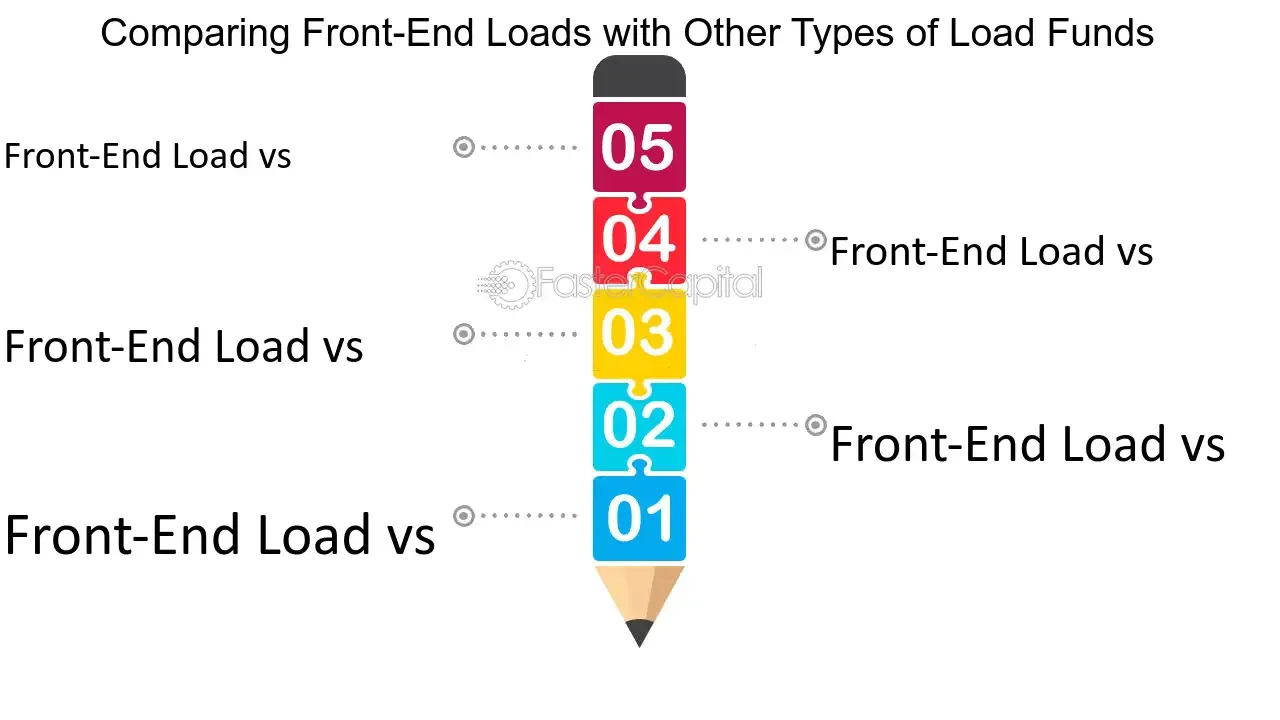 Comparing Front-End Loads with Other Types of Load Funds
05
Front-End Load vs
04
Front-End Load vs
FasterCapital
03
Front-End Load vs
02
Front-End Load vs
01
Front-End Load vs